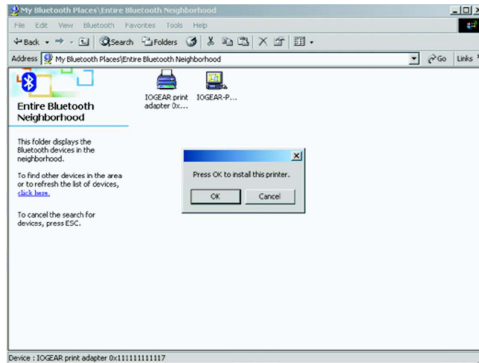 My Bluetooth Places\Entire Bluetooth Neighborhood
File Edit View Bluetooth Favorites Tools Help
Back Search Folders
Address My Bluetooth Places\Entire Bluetooth Neighborhood Go Links
Entire Bluetooth
Neighborhood
This folder displays the
Bluetooth devices in the
neighborhood.
To find other devices in the area
or to refresh the list of devices,
click here.
To cancel the search for
devices, press ESC.
IOGEAR print
adapter 0x...
IOGEAR-P...
Press OK to install this printer.
OK Cancel
Device : IOGEAR print adapter 0x111111111117